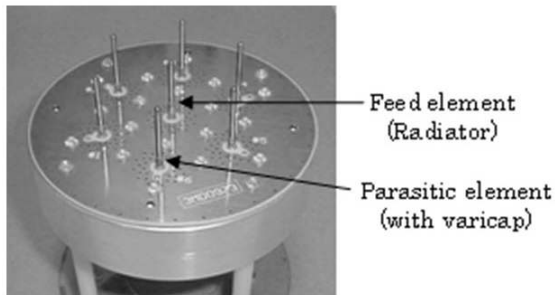 Feed element
(Radiator)
Parasitic element
(with varicap)